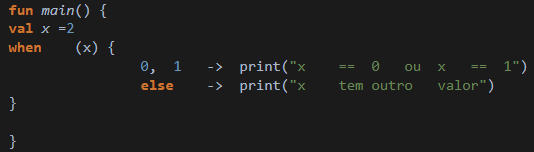 fun main() {
val x =2
when (x) {
0, 1 -> print("x == 0 ou x == 1")
else -> print("x tem outro valor")
}
}